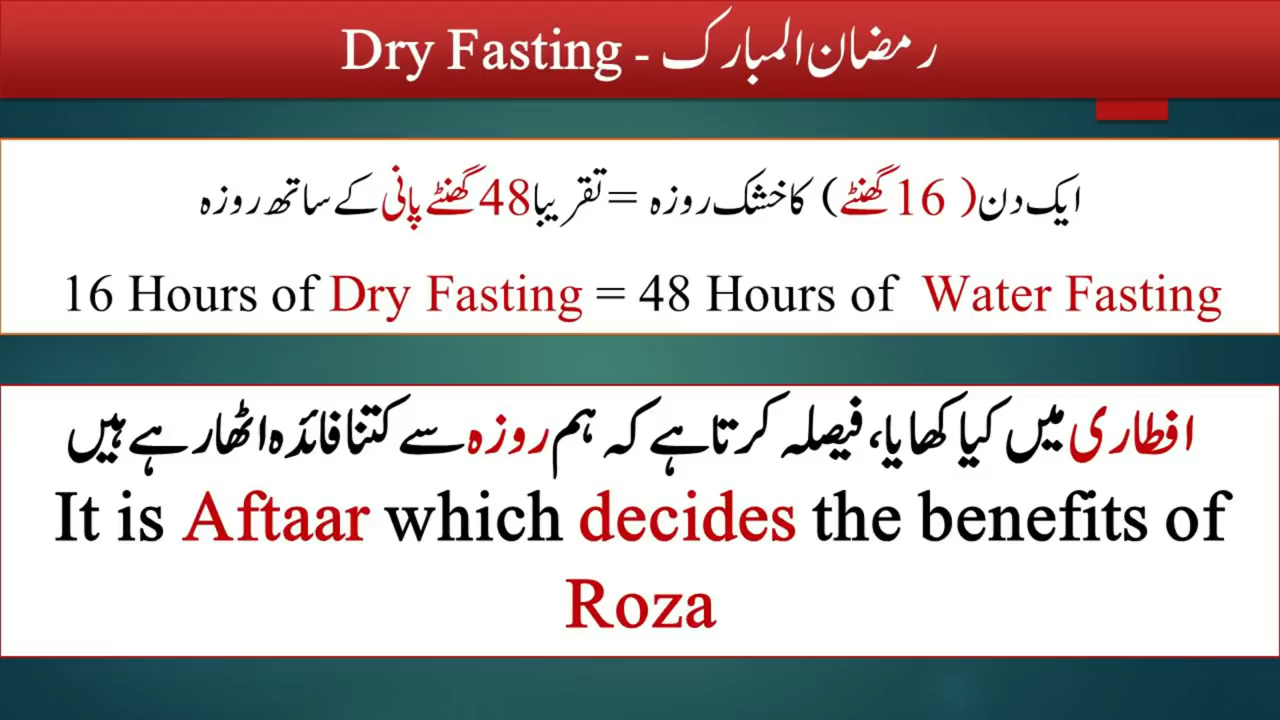 رمضان المبارک - Dry Fasting
ایک دن( 16 گھنٹے) کا خشک روزہ = تقریبا 48 گھنٹے پانی کے ساتھ روزہ
16 Hours of Dry Fasting = 48 Hours of Water Fasting
افطاری میں کیا کھایا، فیصلہ کرتا ہے کہ ہم روزہ سے کتنا فائدہ اٹھا رہے ہیں
It is Aftaar which decides the benefits of
Roza